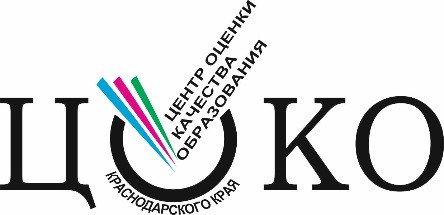 ЦОКО
ЦЕНТР ОЦЕНКИ
КАЧЕСТВА
ОБРАЗОВАНИЯ
КРАСНОДАРСКОГО КРАЯ